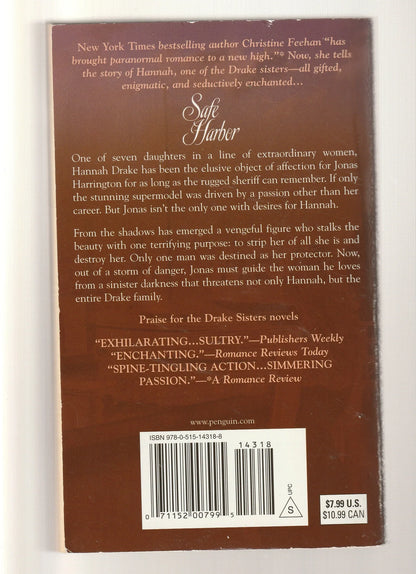 New York Times bestselling author Christine Feehan "has
brought paranormal romance to a new high."* Now, she tells
the story of Hannah, one of the Drake sisters—all gifted,
enigmatic, and seductively enchanted...
Safe
Harbor
One of seven daughters in a line of extraordinary women,
Hannah Drake has been the elusive object of affection for Jonas
Harrington for as long as the rugged sheriff can remember. If only
the stunning supermodel was driven by a passion other than her
career. But Jonas isn't the only one with desires for Hannah.
From the shadows has emerged a vengeful figure who stalks the
beauty with one terrifying purpose: to strip her of all she is and
destroy her. Only one man was destined as her protector. Now,
out of a storm of danger, Jonas must guide the woman he loves
from a sinister darkness that threatens not only Hannah, but the
entire Drake family.
Praise for the Drake Sisters novels
"EXHILARATING...SULTRY."—Publishers Weekly
"ENCHANTING."—Romance Reviews Today
"SPINE-TINGLING ACTION...SIMMERING
PASSION."—*A Romance Review
www.penguin.com
ISBN 978-0-515-14318-8
14318
0 71152 00799 5
S
UPC
$7.99 U.S.
$10.99 CAN